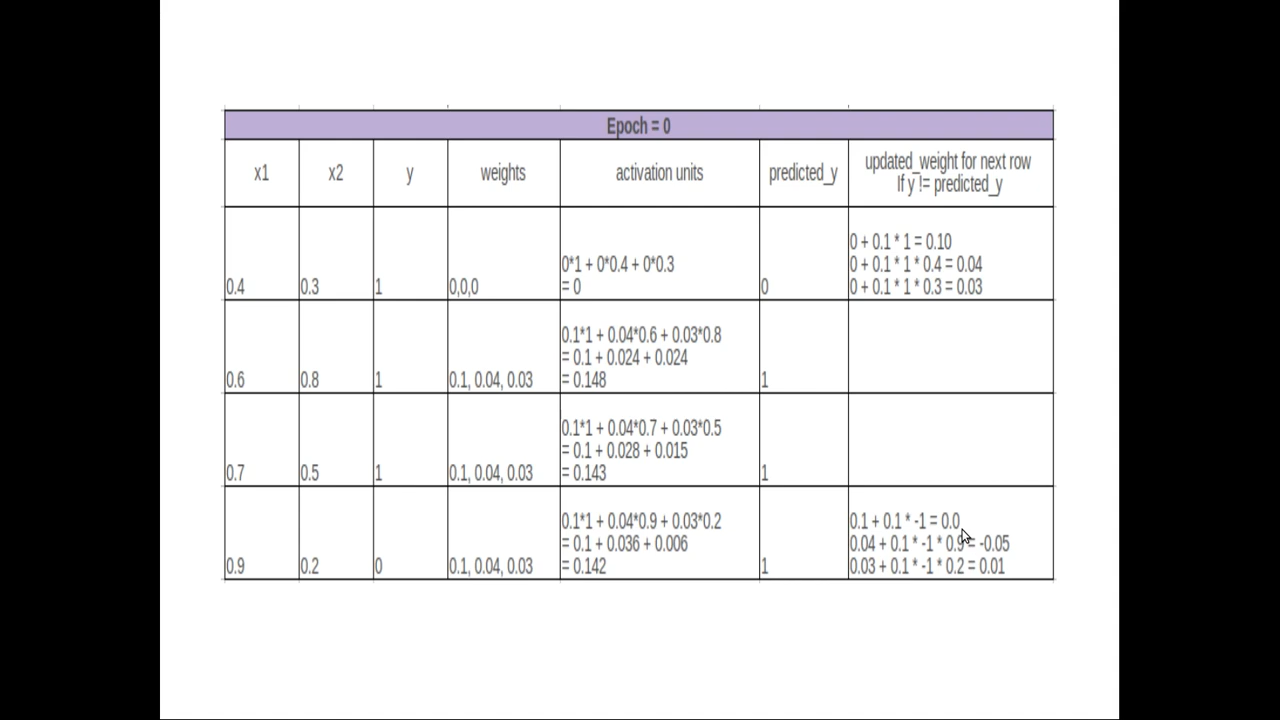 Epoch = 0
x1
x2
y
weights
activation units
predicted_y
updated_weight for next row
If y != predicted_y
0.4
0.3
1
0,0,0
0*1 + 0*0.4 + 0*0.3
= 0
0
0 + 0.1 * 1 = 0.10
0 + 0.1 * 1 * 0.4 = 0.04
0 + 0.1 * 1 * 0.3 = 0.03
0.6
0.8
1
0.1, 0.04, 0.03
0.1*1 + 0.04*0.6 + 0.03*0.8
= 0.1 + 0.024 + 0.024
= 0.148
1
0.7
0.5
1
0.1, 0.04, 0.03
0.1*1 + 0.04*0.7 + 0.03*0.5
= 0.1 + 0.028 + 0.015
= 0.143
1
0.9
0.2
0
0.1, 0.04, 0.03
0.1*1 + 0.04*0.9 + 0.03*0.2
= 0.1 + 0.036 + 0.006
= 0.142
1
0.1 + 0.1 * -1 = 0.0
0.04 + 0.1 * -1 * 0.9 = -0.05
0.03 + 0.1 * -1 * 0.2 = 0.01